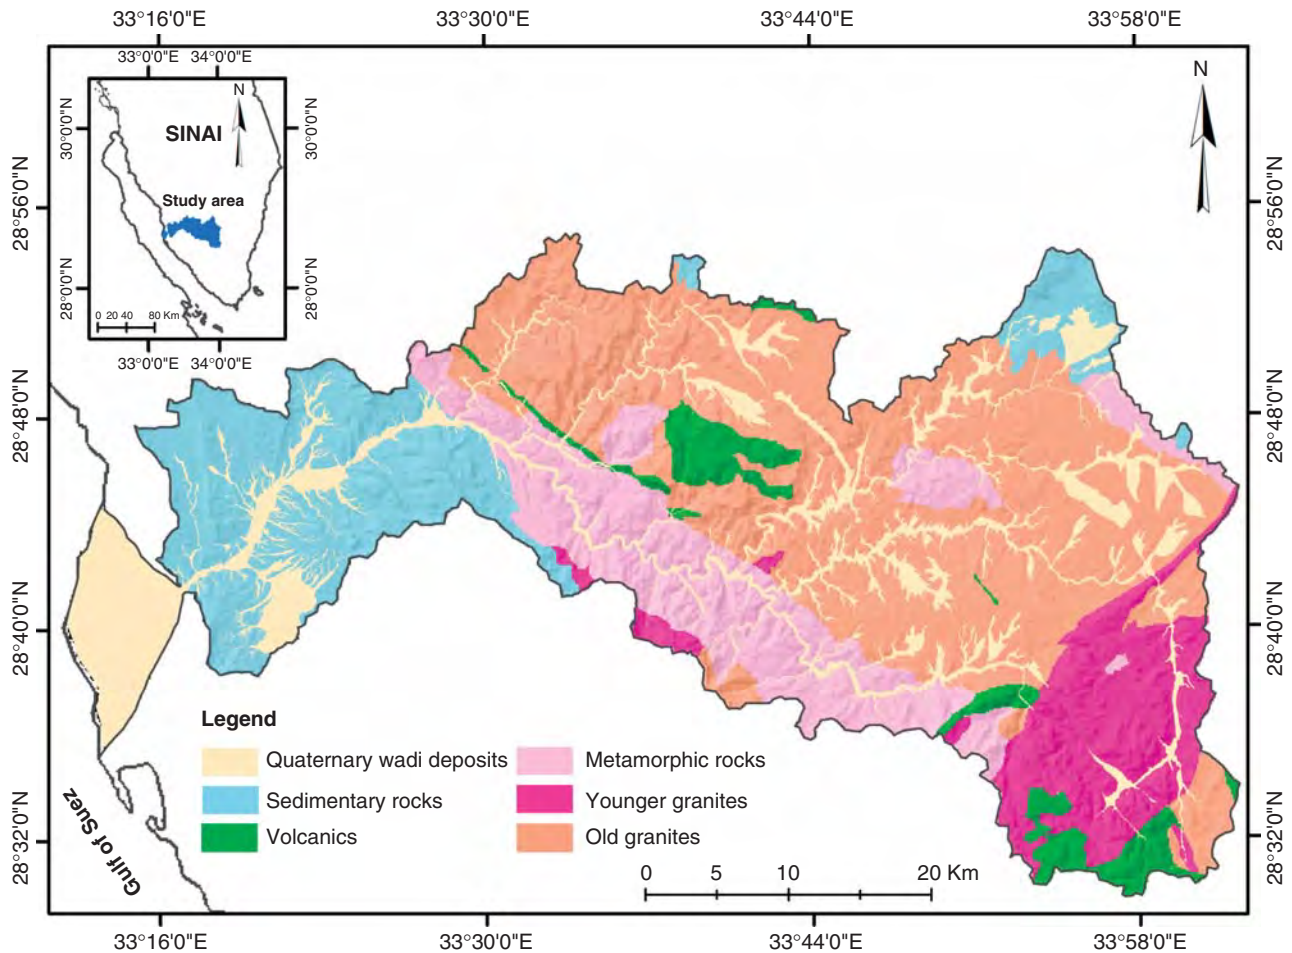 33°16'0"E 33°30'0"E 33°44'0"E 33°58'0"E
33°0'0"E 34°0'0"E
N
SINAI
30°0'0"N 30°0'0"N
Study area
28°0'0"N 28°0'0"N
0 20 40 80 Km
33°0'0"E 34°0'0"E
N
28°56'0"N 28°56'0"N
28°48'0"N 28°48'0"N
28°40'0"N 28°40'0"N
28°32'0"N 28°32'0"N
Legend
Quaternary wadi deposits
Sedimentary rocks
Volcanics
Metamorphic rocks
Younger granites
Old granites
Gulf of Suez
0 5 10 20 Km
33°16'0"E 33°30'0"E 33°44'0"E 33°58'0"E